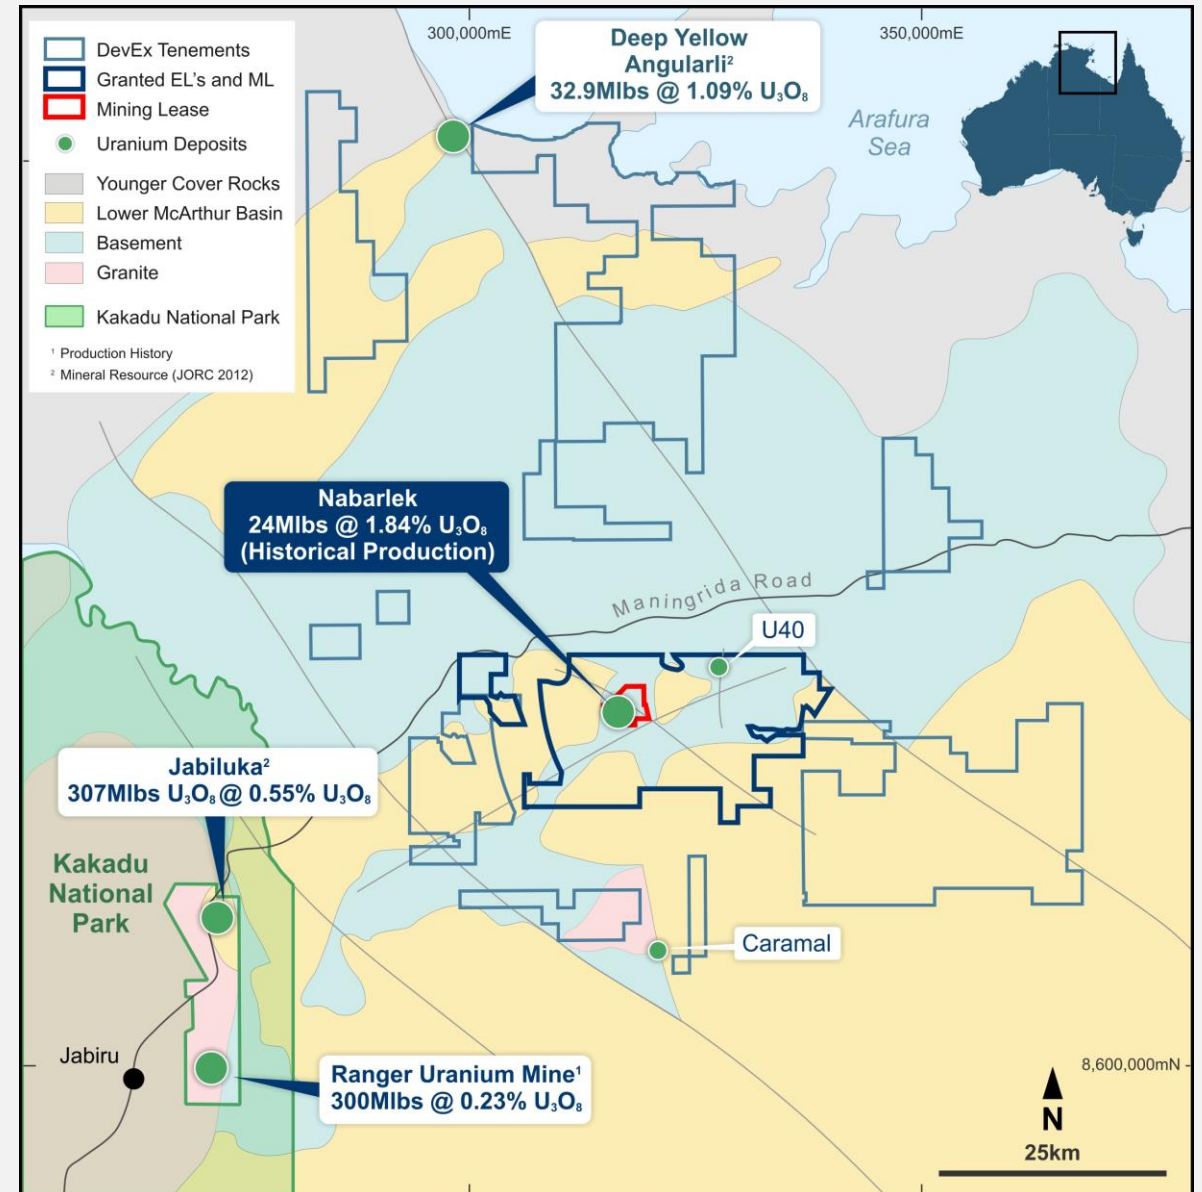 DevEx Tenements
Granted EL's and ML
Mining Lease
Uranium Deposits
Younger Cover Rocks
Lower McArthur Basin
Basement
Granite
Kakadu National Park
¹ Production History
² Mineral Resource (JORC 2012)
300,000mE
350,000mE
Deep Yellow
Angularli²
32.9Mlbs @ 1.09% U₃O₈
Arafura
Sea
Nabarlek
24Mlbs @ 1.84% U₃O₈
(Historical Production)
Maningrida Road
U40
Jabiluka²
307Mlbs U₃O₈ @ 0.55% U₃O₈
Kakadu
National
Park
Caramal
Jabiru
Ranger Uranium Mine¹
300Mlbs @ 0.23% U₃O₈
8,600,000mN
N
25km